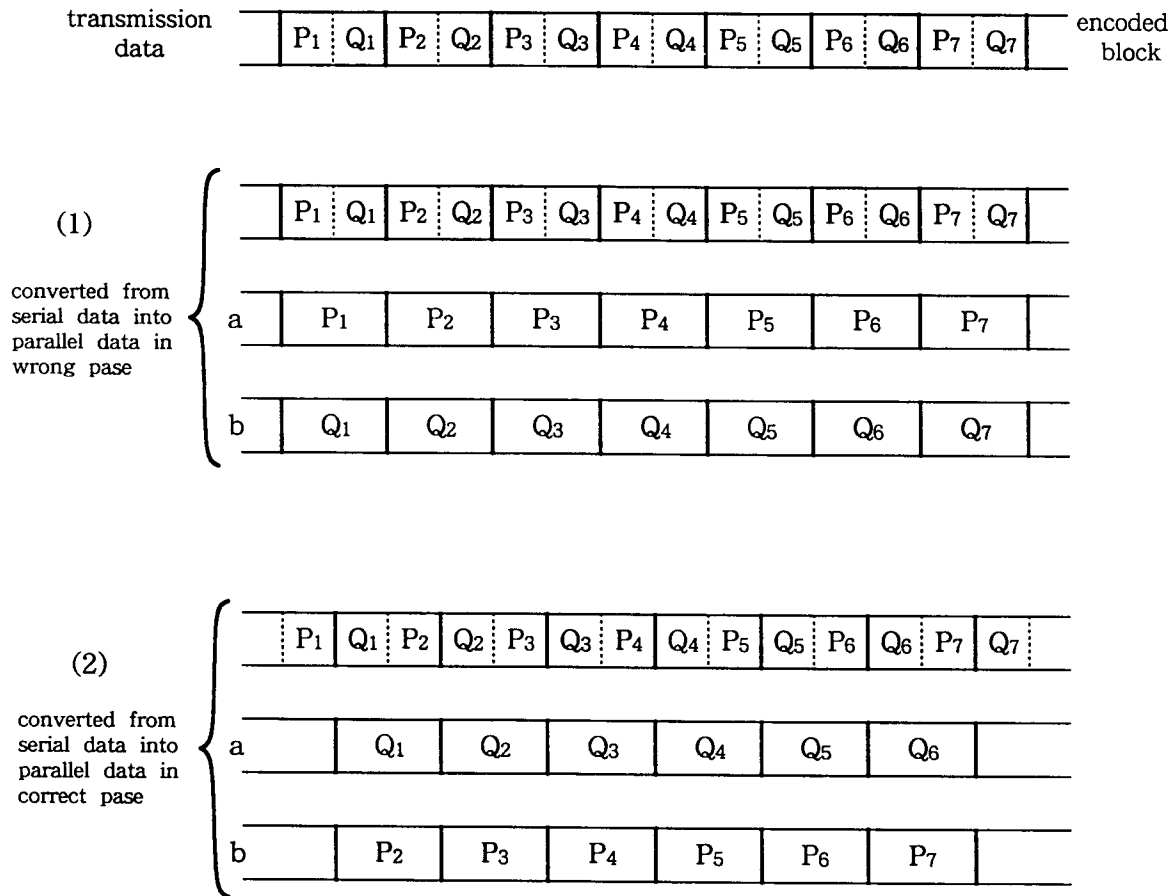 transmission data
P1 Q1 P2 Q2 P3 Q3 P4 Q4 P5 Q5 P6 Q6 P7 Q7
encoded block
(1)
converted from
serial data into
parallel data in
wrong pase
P1 Q1 P2 Q2 P3 Q3 P4 Q4 P5 Q5 P6 Q6 P7 Q7
a P1 P2 P3 P4 P5 P6 P7
b Q1 Q2 Q3 Q4 Q5 Q6 Q7
(2)
converted from
serial data into
parallel data in
correct pase
P1 Q1 P2 Q2 P3 Q3 P4 Q4 P5 Q5 P6 Q6 P7 Q7
a Q1 Q2 Q3 Q4 Q5 Q6
b P2 P3 P4 P5 P6 P7